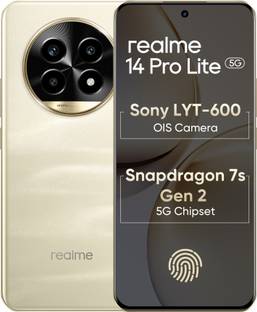 realme
14 Pro Lite 5G
Sony LYT-600
OIS Camera
Snapdragon 7s
Gen 2
5G Chipset
realme